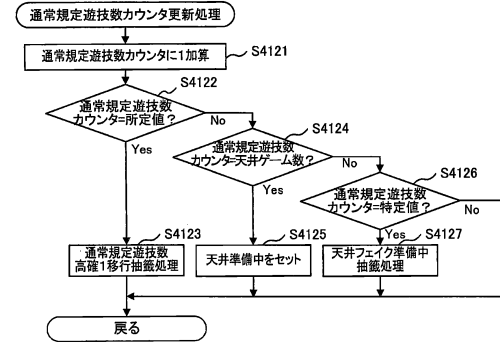 通常規定遊技数カウンタ更新処理
通常規定遊技数カウンタに1加算
S4121
S4122
通常規定遊技数
カウンタ=所定値?
No
Yes
S4124
通常規定遊技数
カウンタ=天井ゲーム数?
No
Yes
S4126
通常規定遊技数
カウンタ=特定値?
No
Yes
S4123
通常規定遊技数
高確1移行抽籤処理
S4125
天井準備中をセット
S4127
天井フェイク準備中
抽籤処理
戻る